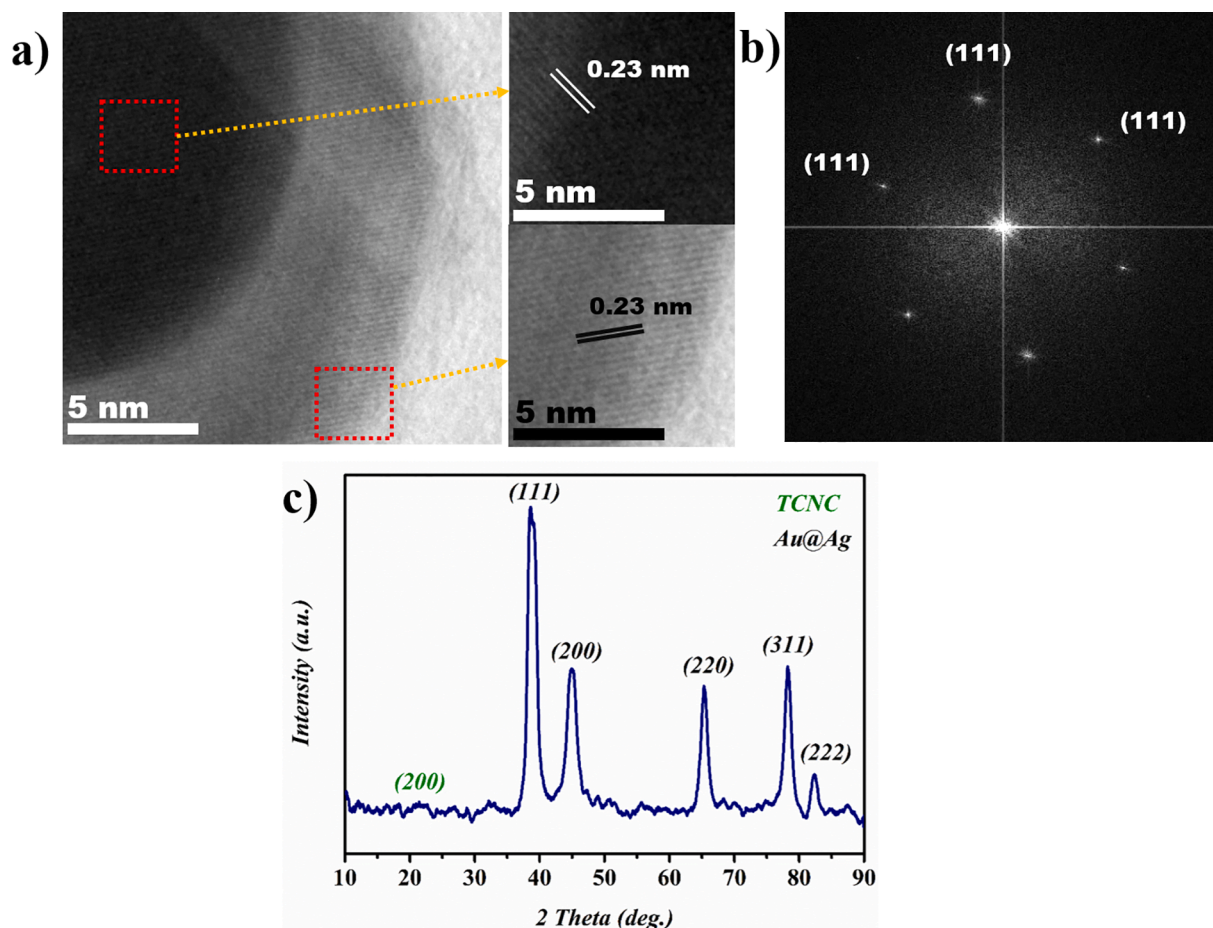 a)
0.23 nm
5 nm
0.23 nm
5 nm
5 nm
b)
(111)
(111)
(111)
c)
(111)
TCNC
Au@Ag
(200)
(220)
(311)
(222)
(200)
Intensity (a.u.)
10 20 30 40 50 60 70 80 90
2 Theta (deg.)